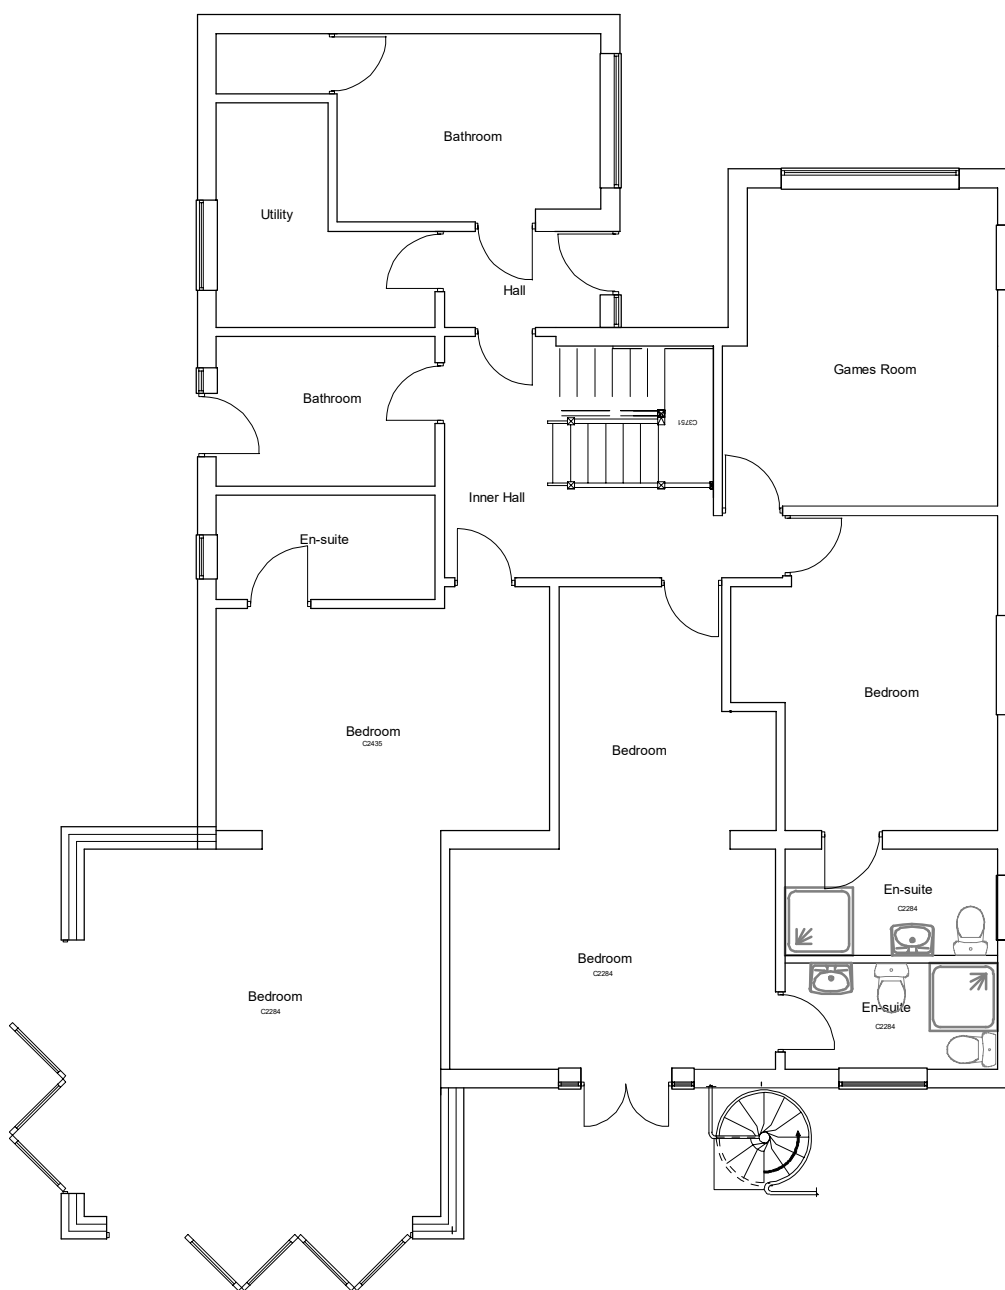 Bathroom
Utility
Hall
Games Room
Bathroom
C3751
Inner Hall
En-suite
Bedroom
Bedroom
C2435
Bedroom
En-suite
C2284
Bedroom
C2284
Bedroom
C2284
En-suite
C2284